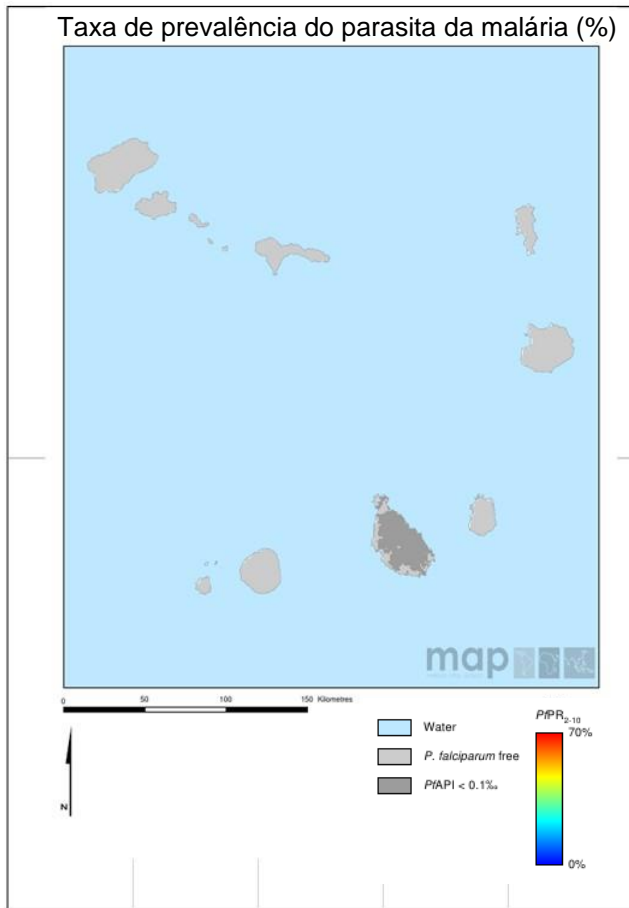 Taxa de prevalência do parasita da malária (%)
map
0 50 100 150 Kilometres
N
Water
P. falciparum free
PfAPI < 0.1‰
PfPR2-10
70%
0%